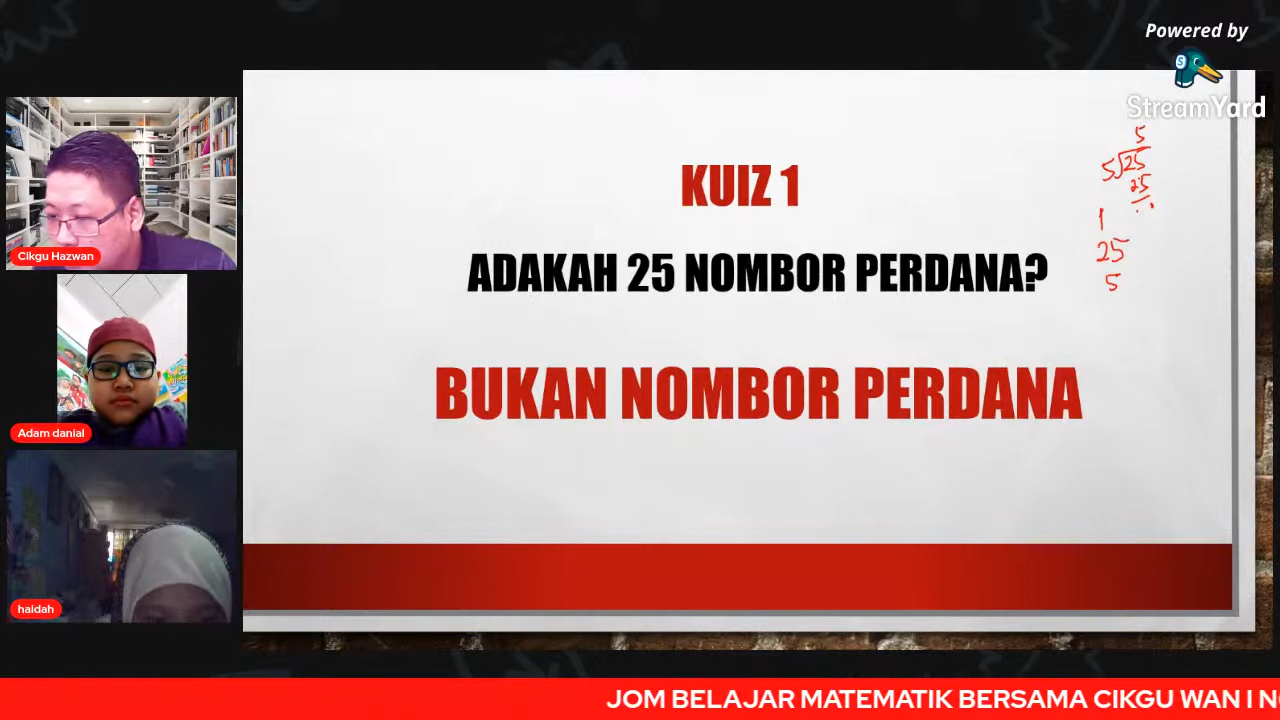 Powered by
StreamYard
Cikgu Hazwan
Adam danial
haidah
KUIZ 1
ADAKAH 25 NOMBOR PERDANA?
BUKAN NOMBOR PERDANA
5
5 25
25
1
25
5
JOM BELAJAR MATEMATIK BERSAMA CIKGU WAN I N